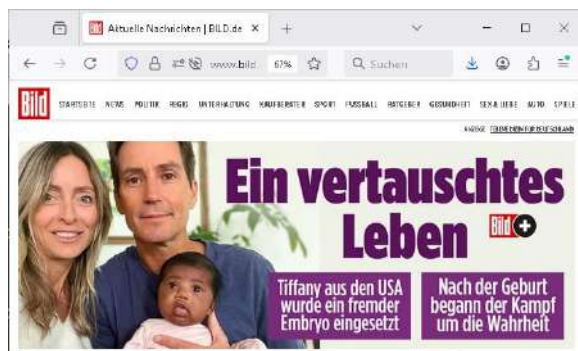 Aktuelle Nachrichten | BILD.de
www.bild.
67%
Suchen
Bild STARTSEITE NEWS POLITIK REGIO UNTERHALTUNG KAUFBERATER SPORT FUSSBALL RATGEBER GESUNDHEIT SEX & LIEBE AUTO SPIELE
ANZEIGE
Ein vertauschtes
Leben Bild +
Tiffany aus den USA
wurde ein fremder
Embryo eingesetzt
Nach der Geburt
begann der Kampf
um die Wahrheit